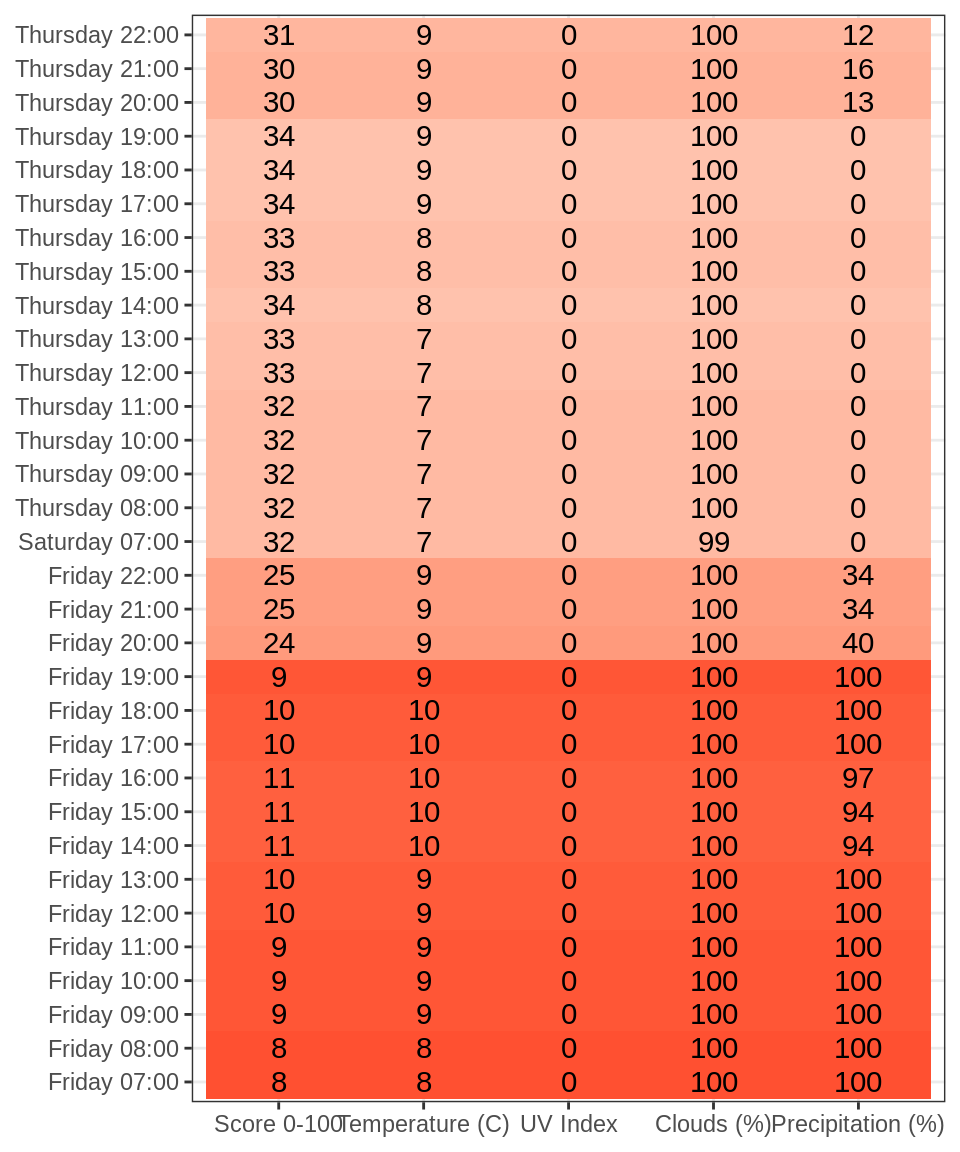 Thursday 22:00 31 9 0 100 12
Thursday 21:00 30 9 0 100 16
Thursday 20:00 30 9 0 100 13
Thursday 19:00 34 9 0 100 0
Thursday 18:00 34 9 0 100 0
Thursday 17:00 34 9 0 100 0
Thursday 16:00 33 8 0 100 0
Thursday 15:00 33 8 0 100 0
Thursday 14:00 34 8 0 100 0
Thursday 13:00 33 7 0 100 0
Thursday 12:00 33 7 0 100 0
Thursday 11:00 32 7 0 100 0
Thursday 10:00 32 7 0 100 0
Thursday 09:00 32 7 0 100 0
Thursday 08:00 32 7 0 100 0
Saturday 07:00 32 7 0 99 0
Friday 22:00 25 9 0 100 34
Friday 21:00 25 9 0 100 34
Friday 20:00 24 9 0 100 40
Friday 19:00 9 9 0 100 100
Friday 18:00 10 10 0 100 100
Friday 17:00 10 10 0 100 100
Friday 16:00 11 10 0 100 97
Friday 15:00 11 10 0 100 94
Friday 14:00 11 10 0 100 94
Friday 13:00 10 9 0 100 100
Friday 12:00 10 9 0 100 100
Friday 11:00 9 9 0 100 100
Friday 10:00 9 9 0 100 100
Friday 09:00 9 9 0 100 100
Friday 08:00 8 8 0 100 100
Friday 07:00 8 8 0 100 100
Score 0-100 Temperature (C) UV Index Clouds (%) Precipitation (%)